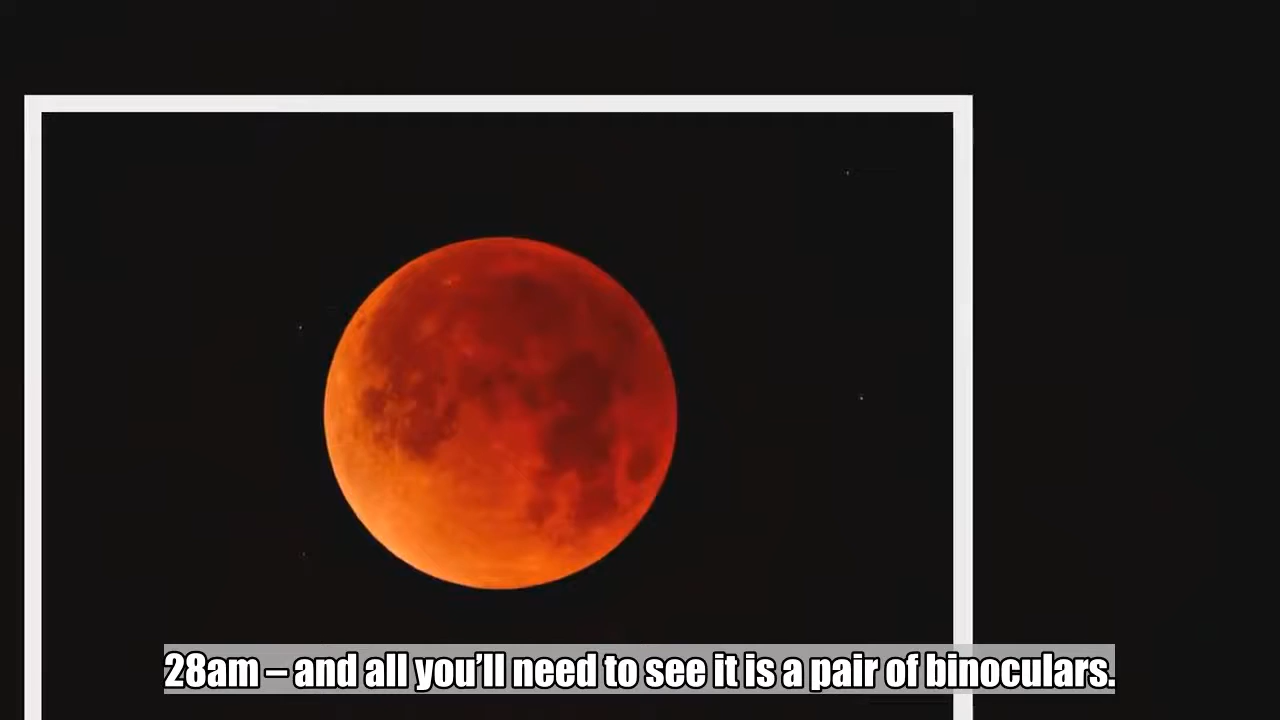 28am – and all you’ll need to see it is a pair of binoculars.